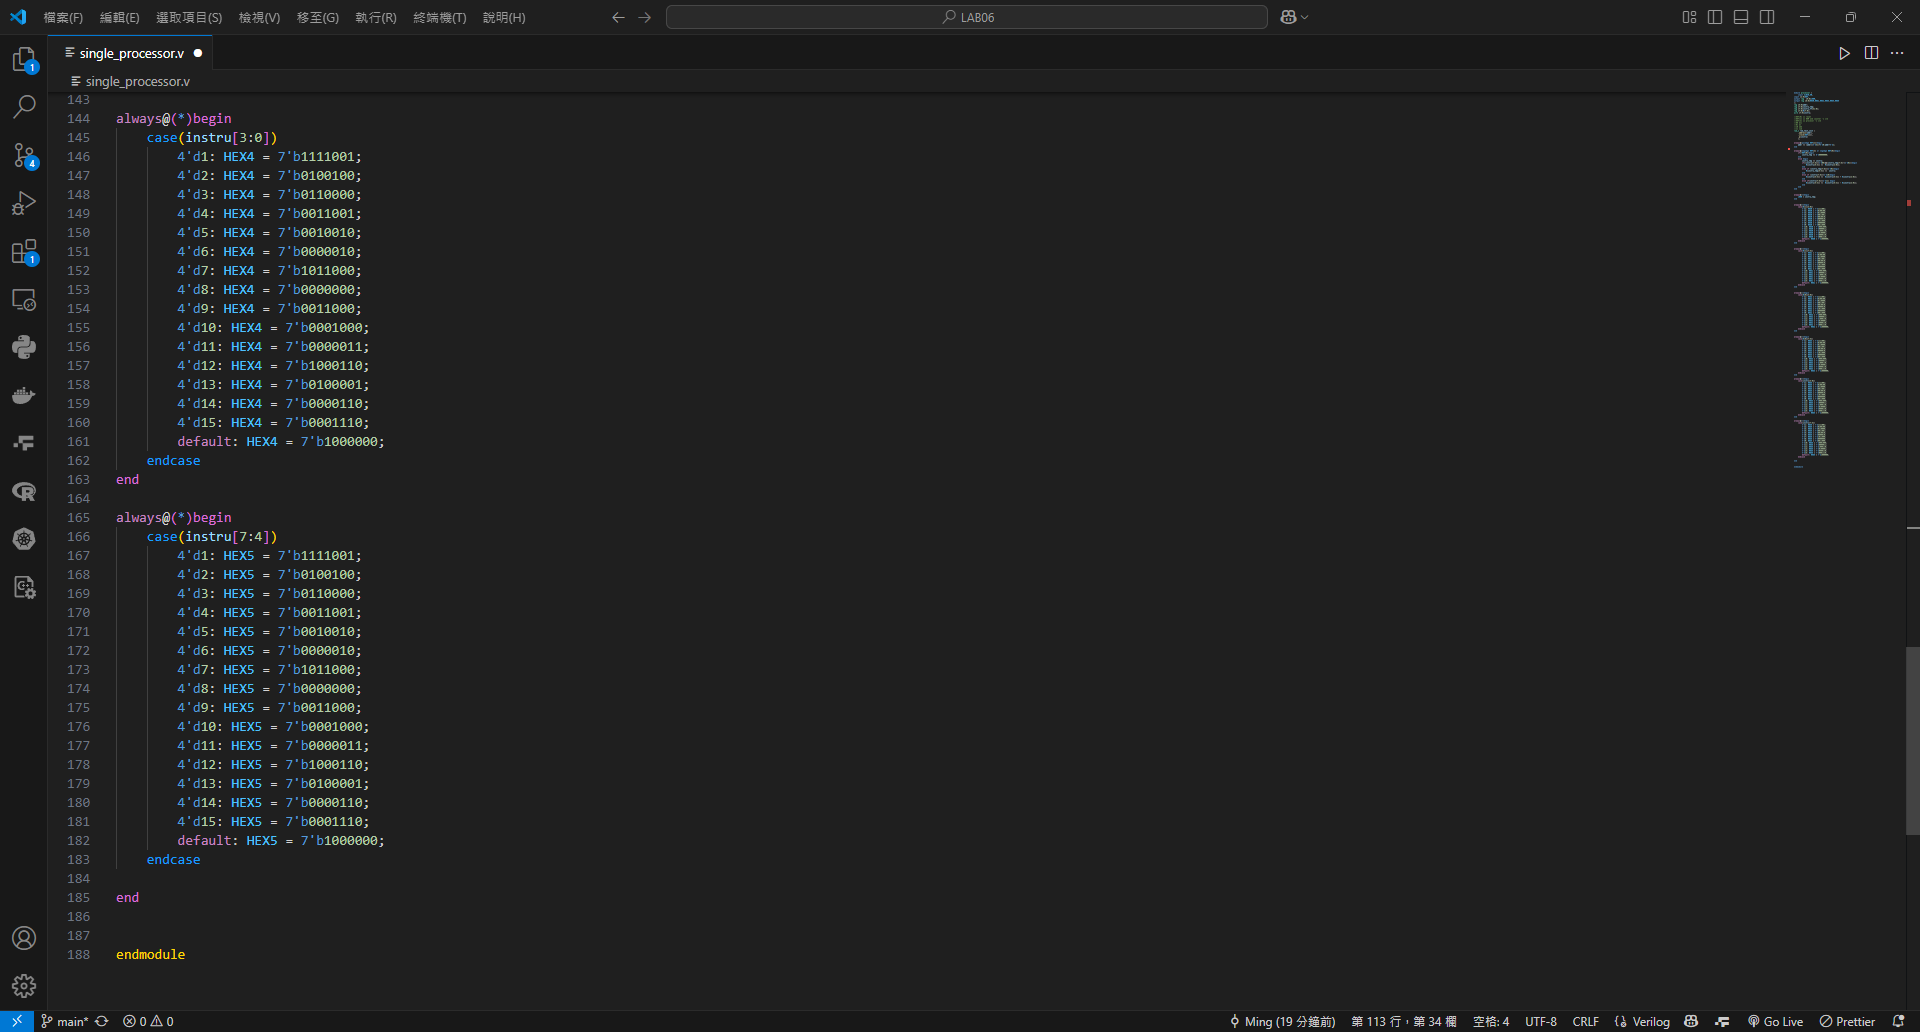 檔案(F) 編輯(E) 選取項目(S) 檢視(V) 移至(G) 執行(R) 終端機(T) 說明(H) LAB06
single_processor.v
single_processor.v
143
144 always@(*)begin
145 case(instru[3:0])
146 4'd1: HEX4 = 7'b1111001;
147 4'd2: HEX4 = 7'b0100100;
148 4'd3: HEX4 = 7'b0110000;
149 4'd4: HEX4 = 7'b0011001;
150 4'd5: HEX4 = 7'b0010010;
151 4'd6: HEX4 = 7'b0000010;
152 4'd7: HEX4 = 7'b1011000;
153 4'd8: HEX4 = 7'b0000000;
154 4'd9: HEX4 = 7'b0011000;
155 4'd10: HEX4 = 7'b0001000;
156 4'd11: HEX4 = 7'b0000011;
157 4'd12: HEX4 = 7'b1000110;
158 4'd13: HEX4 = 7'b0100001;
159 4'd14: HEX4 = 7'b0000110;
160 4'd15: HEX4 = 7'b0001110;
161 default: HEX4 = 7'b1000000;
162 endcase
163 end
164
165 always@(*)begin
166 case(instru[7:4])
167 4'd1: HEX5 = 7'b1111001;
168 4'd2: HEX5 = 7'b0100100;
169 4'd3: HEX5 = 7'b0110000;
170 4'd4: HEX5 = 7'b0011001;
171 4'd5: HEX5 = 7'b0010010;
172 4'd6: HEX5 = 7'b0000010;
173 4'd7: HEX5 = 7'b1011000;
174 4'd8: HEX5 = 7'b0000000;
175 4'd9: HEX5 = 7'b0011000;
176 4'd10: HEX5 = 7'b0001000;
177 4'd11: HEX5 = 7'b0000011;
178 4'd12: HEX5 = 7'b1000110;
179 4'd13: HEX5 = 7'b0100001;
180 4'd14: HEX5 = 7'b0000110;
181 4'd15: HEX5 = 7'b0001110;
182 default: HEX5 = 7'b1000000;
183 endcase
184
185 end
186
187
188 endmodule
1
4
1
main* 0 0 Ming (19 分鐘前) 第 113 行，第 34 欄 空格: 4 UTF-8 CRLF {} Verilog Go Live Prettier